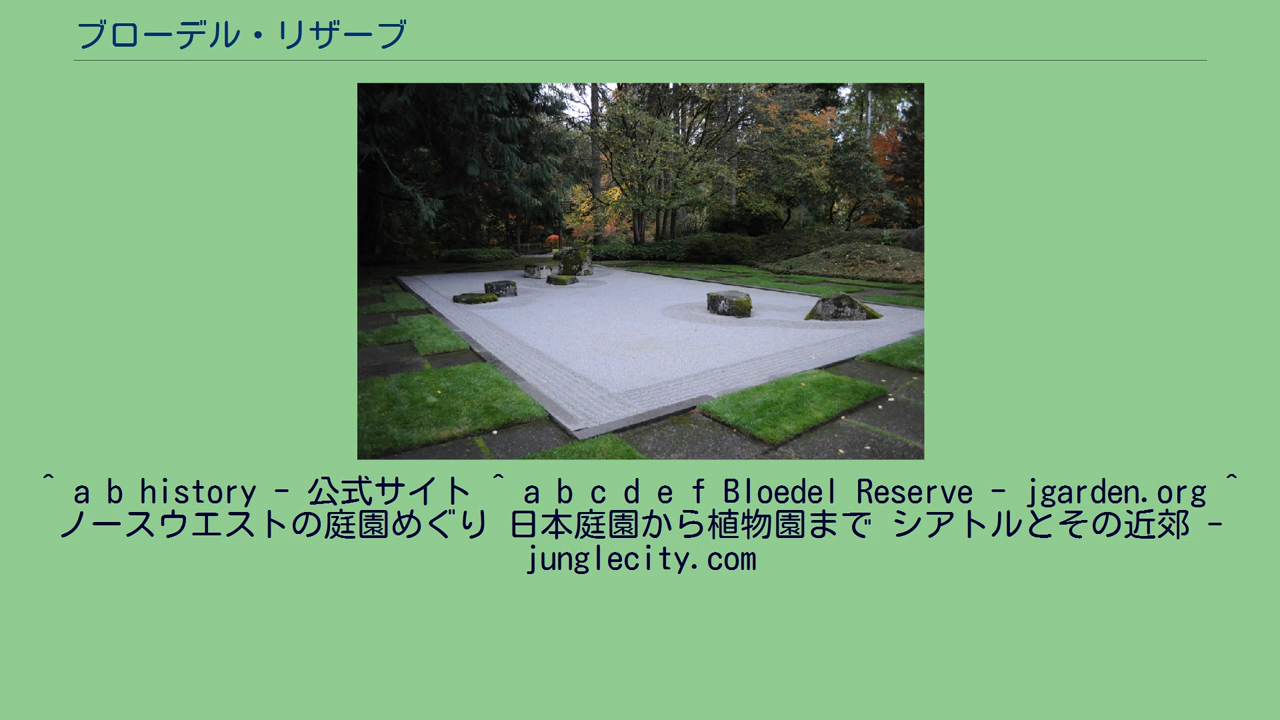 ブローデル・リザーブ
^ a b history - 公式サイト ^ a b c d e f Bloedel Reserve - jgarden.org ^
ノースウエストの庭園めぐり 日本庭園から植物園まで シアトルとその近郊 -
junglecity.com